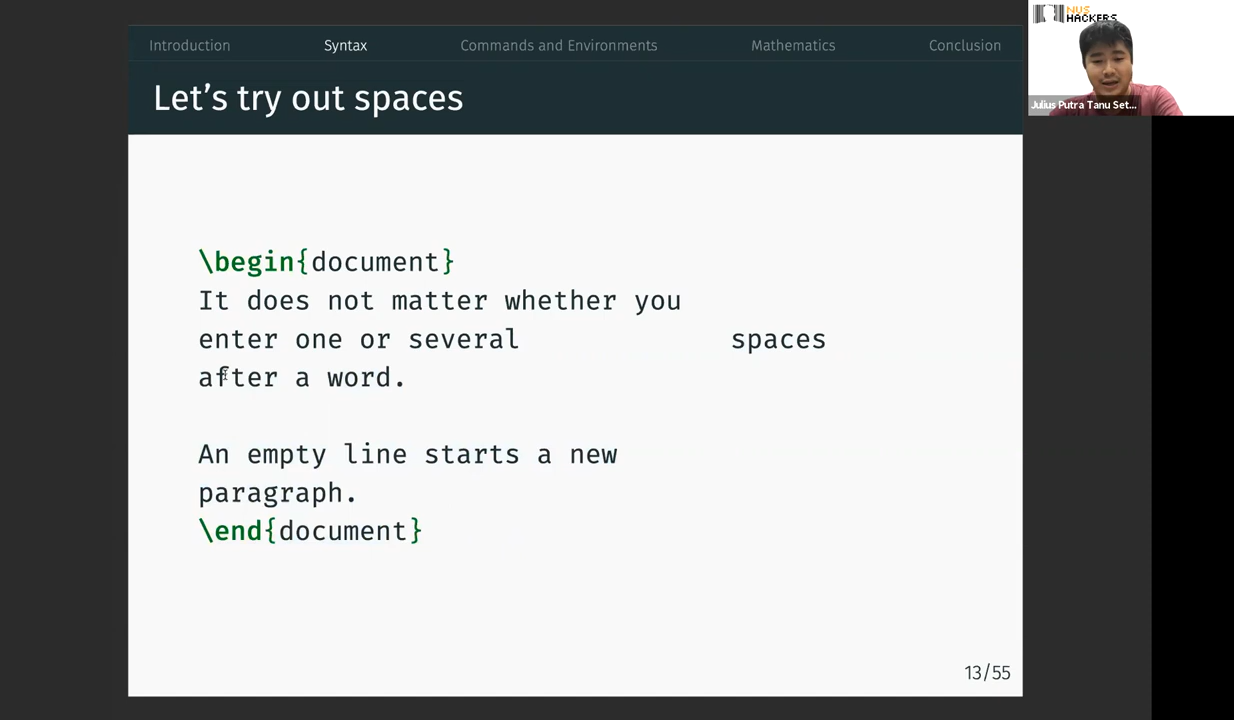 NUS
HACKERS
Introduction Syntax Commands and Environments Mathematics Conclusion
Let's try out spaces
\begin{document}
It does not matter whether you
enter one or several             spaces
after a word.
An empty line starts a new
paragraph.
\end{document}
13/55
Julius Putra Tanu Set...